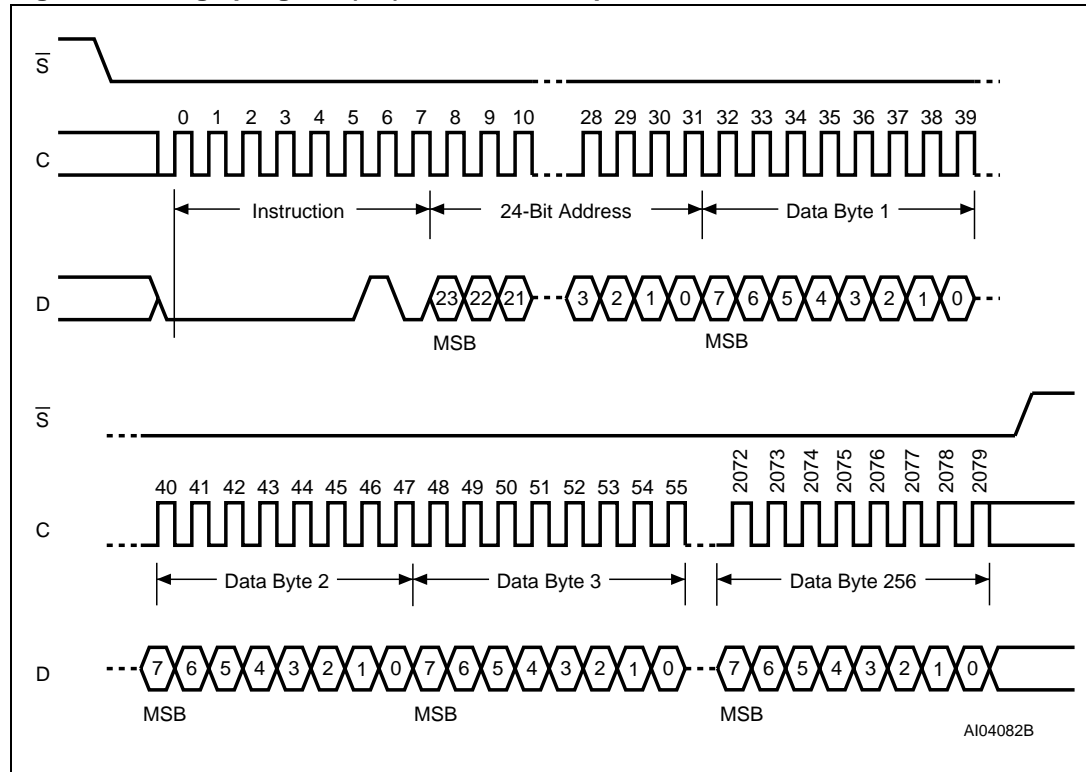 S
0 1 2 3 4 5 6 7 8 9 10 28 29 30 31 32 33 34 35 36 37 38 39
C
Instruction 24-Bit Address Data Byte 1
D 23 22 21 3 2 1 0 7 6 5 4 3 2 1 0
MSB MSB
S
40 41 42 43 44 45 46 47 48 49 50 51 52 53 54 55 2072 2073 2074 2075 2076 2077 2078 2079
C
Data Byte 2 Data Byte 3 Data Byte 256
D 7 6 5 4 3 2 1 0 7 6 5 4 3 2 1 0 7 6 5 4 3 2 1 0
MSB MSB MSB
AI04082B